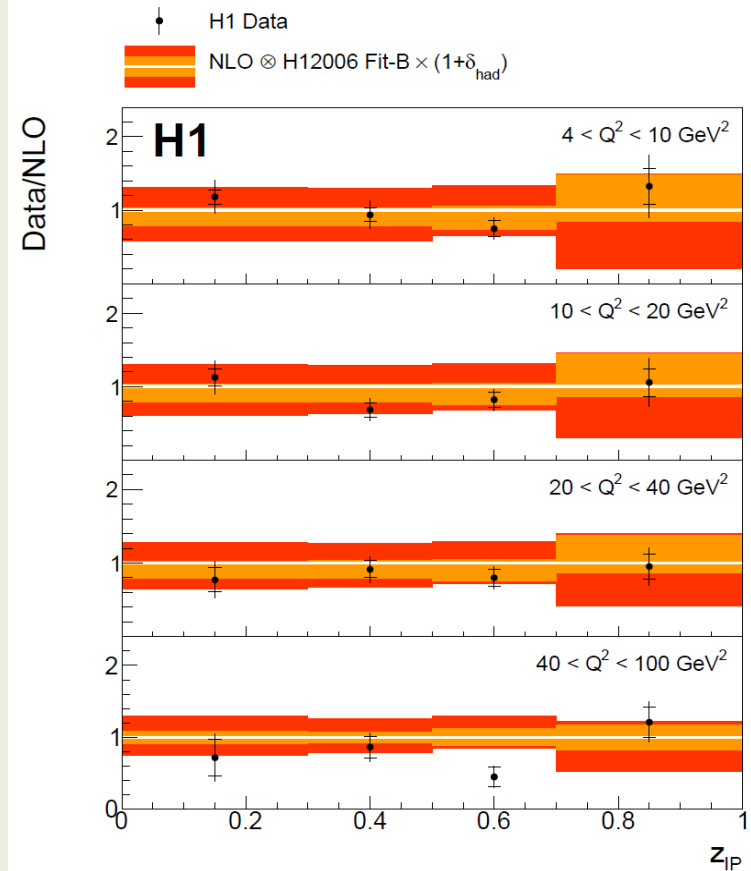 H1 Data
NLO ⊗ H12006 Fit-B × (1+δ_had)
Data/NLO
H1
4 < Q² < 10 GeV²
2
1
10 < Q² < 20 GeV²
2
1
20 < Q² < 40 GeV²
2
1
40 < Q² < 100 GeV²
2
1
0
0 0.2 0.4 0.6 0.8 1
z_IP